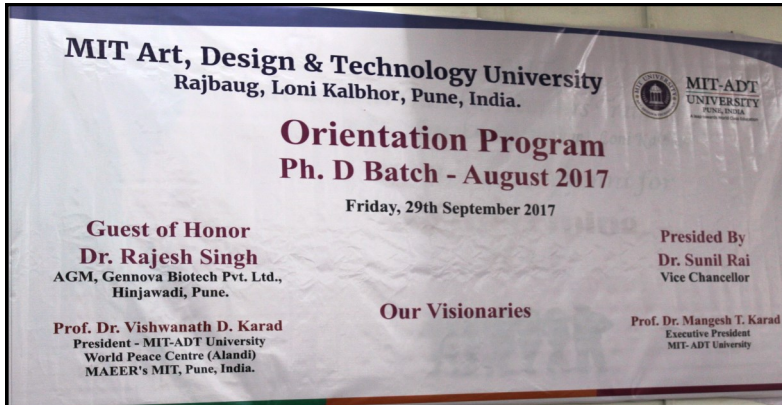 MIT Art, Design & Technology University
Rajbaug, Loni Kalbhor, Pune, India.
MIT-ADT
UNIVERSITY
PUNE, INDIA
Orientation Program
Ph. D Batch - August 2017
Friday, 29th September 2017
Guest of Honor
Dr. Rajesh Singh
AGM, Gennova Biotech Pvt. Ltd.,
Hinjawadi, Pune.
Presided By
Dr. Sunil Rai
Vice Chancellor
Our Visionaries
Prof. Dr. Vishwanath D. Karad
President - MIT-ADT University
World Peace Centre (Alandi)
MAEER's MIT, Pune, India.
Prof. Dr. Mangesh T. Karad
Executive President
MIT- ADT University